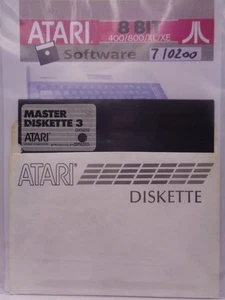 ATARI 8 BIT
400/800/XL/XE
Software 710200
MASTER
DISKETTE 3
ATARI
ATARI
DISKETTE